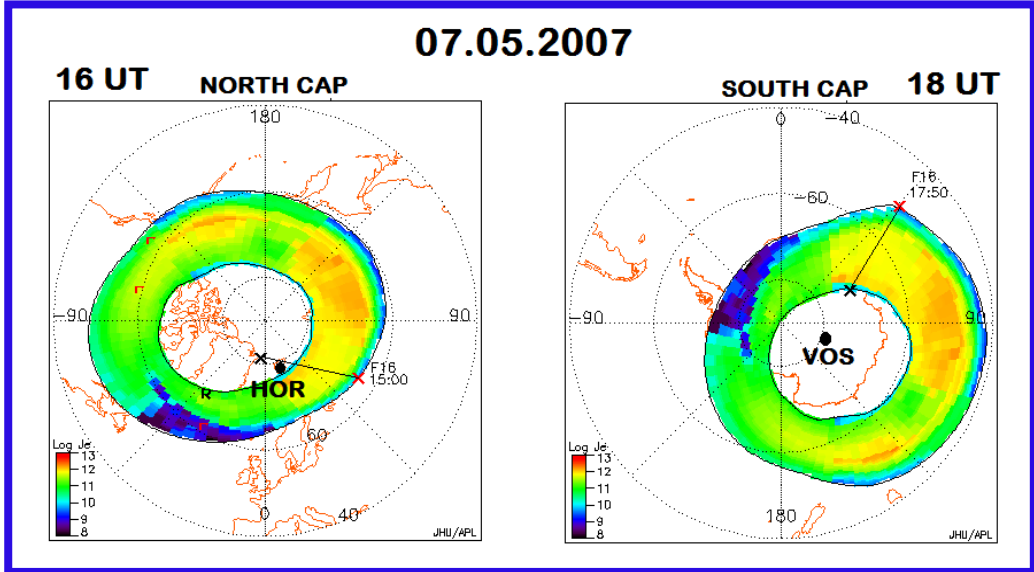 07.05.2007
16 UT
NORTH CAP
180
-90
90
F16
15:00
HOR
R
60
0
40
Log Je
13
12
11
10
9
8
JHU/APL
SOUTH CAP
18 UT
0
-40
-60
F16
17:50
-90
90
VOS
180
Log Je
13
12
11
10
9
8
JHU/APL